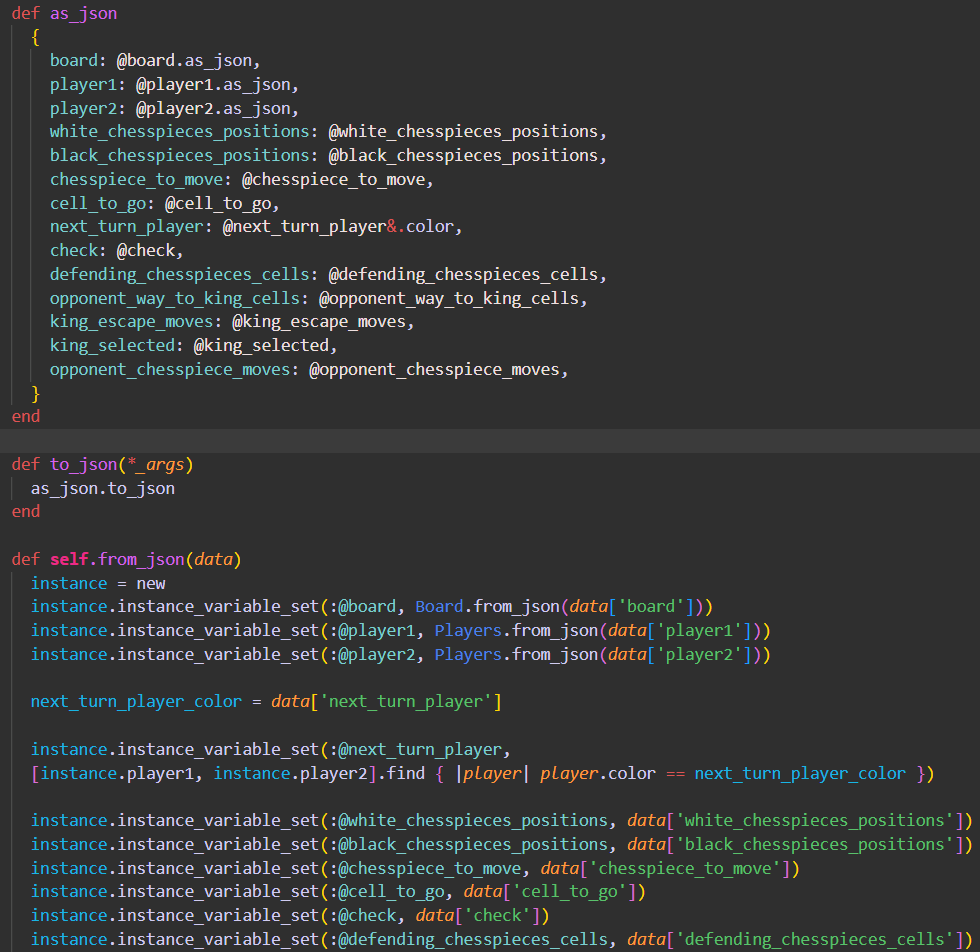 def as_json
  {
    board: @board.as_json,
    player1: @player1.as_json,
    player2: @player2.as_json,
    white_chesspieces_positions: @white_chesspieces_positions,
    black_chesspieces_positions: @black_chesspieces_positions,
    chesspiece_to_move: @chesspiece_to_move,
    cell_to_go: @cell_to_go,
    next_turn_player: @next_turn_player&.color,
    check: @check,
    defending_chesspieces_cells: @defending_chesspieces_cells,
    opponent_way_to_king_cells: @opponent_way_to_king_cells,
    king_escape_moves: @king_escape_moves,
    king_selected: @king_selected,
    opponent_chesspiece_moves: @opponent_chesspiece_moves,
  }
end

def to_json(*_args)
  as_json.to_json
end

def self.from_json(data)
  instance = new
  instance.instance_variable_set(:@board, Board.from_json(data['board']))
  instance.instance_variable_set(:@player1, Players.from_json(data['player1']))
  instance.instance_variable_set(:@player2, Players.from_json(data['player2']))

  next_turn_player_color = data['next_turn_player']

  instance.instance_variable_set(:@next_turn_player,
  [instance.player1, instance.player2].find { |player| player.color == next_turn_player_color })

  instance.instance_variable_set(:@white_chesspieces_positions, data['white_chesspieces_positions'])
  instance.instance_variable_set(:@black_chesspieces_positions, data['black_chesspieces_positions'])
  instance.instance_variable_set(:@chesspiece_to_move, data['chesspiece_to_move'])
  instance.instance_variable_set(:@cell_to_go, data['cell_to_go'])
  instance.instance_variable_set(:@check, data['check'])
  instance.instance_variable_set(:@defending_chesspieces_cells, data['defending_chesspieces_cells'])